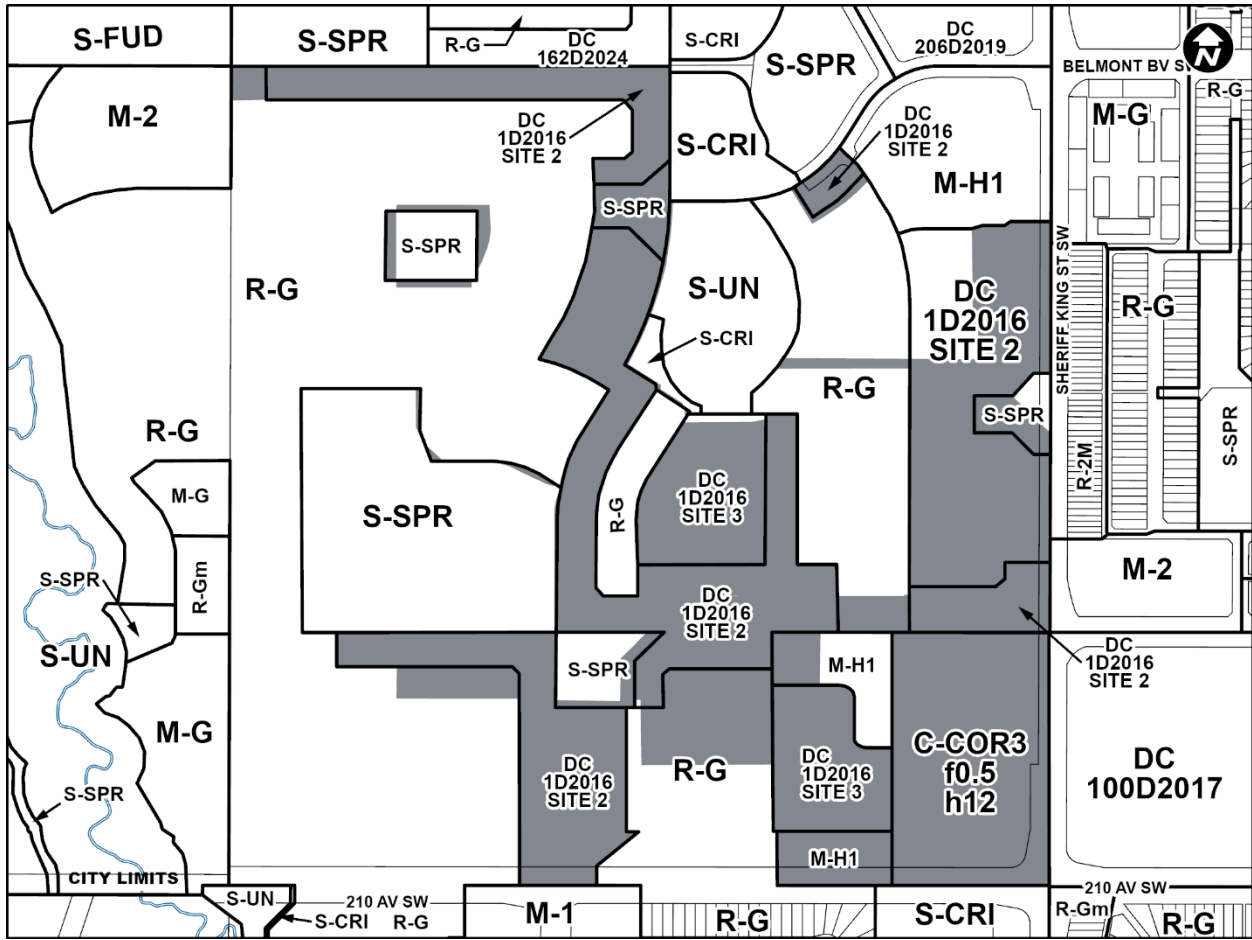 S-FUD
S-SPR
R-G
DC
162D2024
S-CRI
S-SPR
DC
206D2019
N
BELMONT BV SW
R-G
M-2
DC
1D2016
SITE 2
S-CRI
DC
1D2016
SITE 2
M-H1
M-G
S-SPR
S-SPR
R-G
S-UN
S-CRI
DC
1D2016
SITE 2
SHERIFF KING ST SW
R-G
R-G
S-SPR
S-SPR
R-2M
R-G
M-G
S-SPR
R-G
DC
1D2016
SITE 3
R-Gm
S-SPR
M-2
DC
1D2016
SITE 2
S-UN
S-SPR
M-H1
DC
1D2016
SITE 2
M-G
R-G
DC
1D2016
SITE 2
DC
1D2016
SITE 3
C-COR3
f0.5
h12
DC
100D2017
S-SPR
M-H1
CITY LIMITS
S-UN
S-CRI
210 AV SW
R-G
M-1
R-G
S-CRI
210 AV SW
R-Gm
R-G